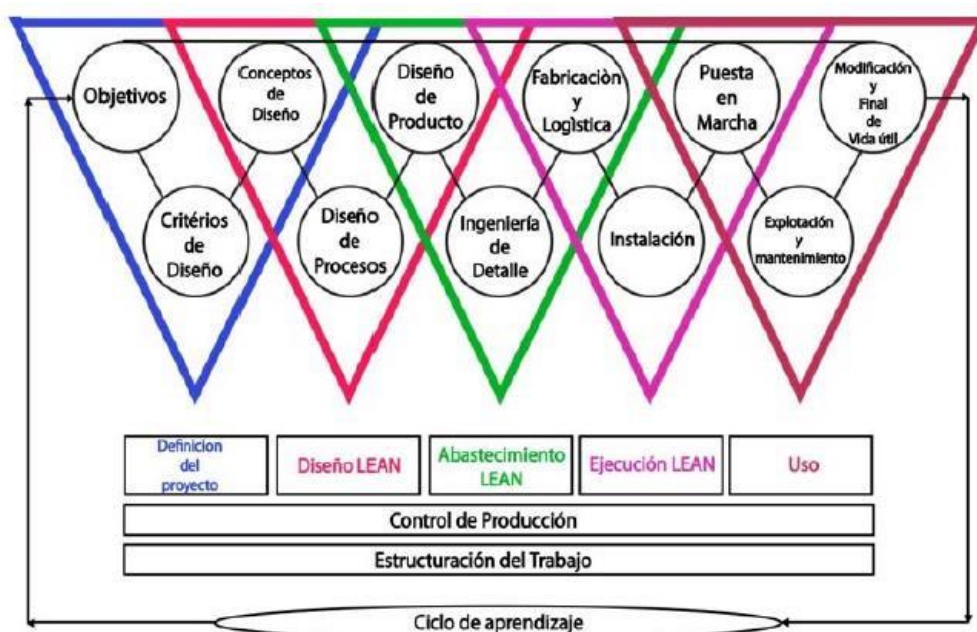 Objetivos
Conceptos
de
Diseño
Diseño
de
Producto
Fabricaciòn
y
Logìstica
Puesta
en
Marcha
Modificación
y
Final
de
Vida útil
Critérios
de
Diseño
Diseño
de
Procesos
Ingeniería
de
Detalle
Instalación
Explotación
y
mantenimiento
Definicion
del
proyecto
Diseño LEAN
Abastecimiento
LEAN
Ejecución LEAN
Uso
Control de Producción
Estructuración del Trabajo
Ciclo de aprendizaje